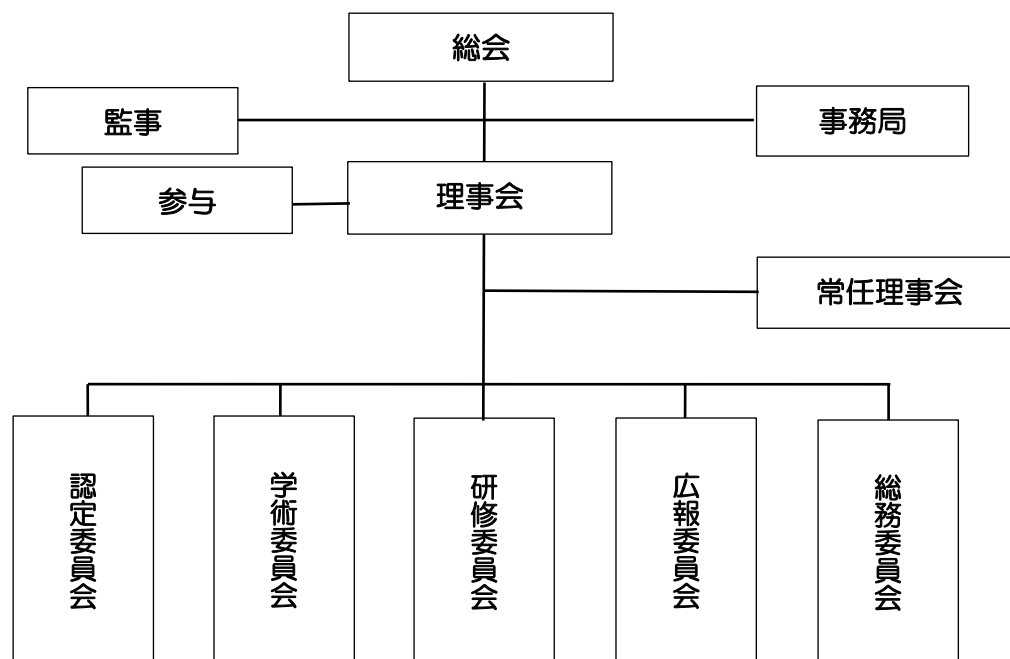 総会
監事
事務局
参与
理事会
常任理事会
認定委員会
学術委員会
研修委員会
広報委員会
総務委員会